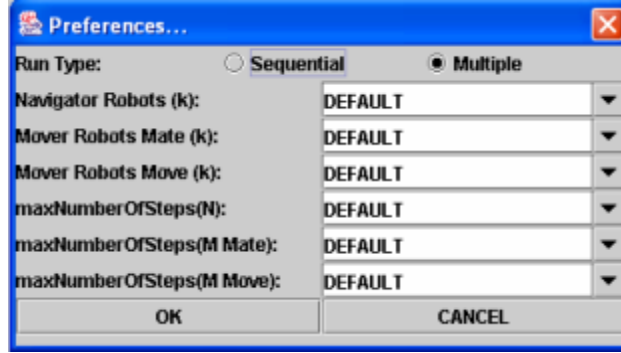 Preferences...
Run Type: Sequential Multiple
Navigator Robots (k): DEFAULT
Mover Robots Mate (k): DEFAULT
Mover Robots Move (k): DEFAULT
maxNumberOfSteps(N): DEFAULT
maxNumberOfSteps(M Mate): DEFAULT
maxNumberOfSteps(M Move): DEFAULT
OK CANCEL